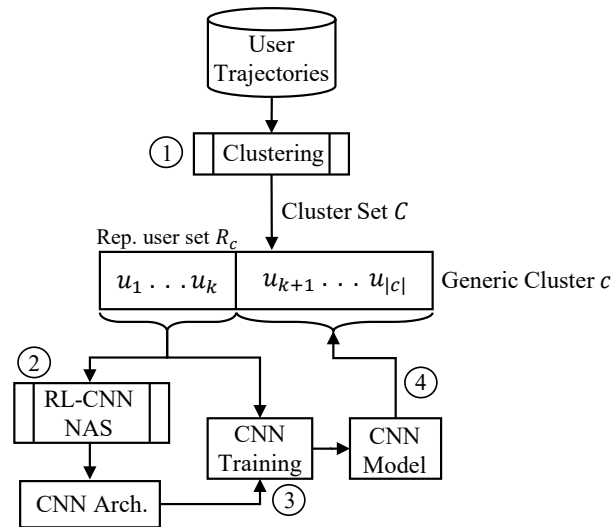 User
Trajectories
1
Clustering
Cluster Set C
Rep. user set R_c
u_1 . . . u_k
u_{k+1} . . . u_{|c|}
Generic Cluster c
2
RL-CNN
NAS
4
CNN
Training
CNN
Model
CNN Arch.
3